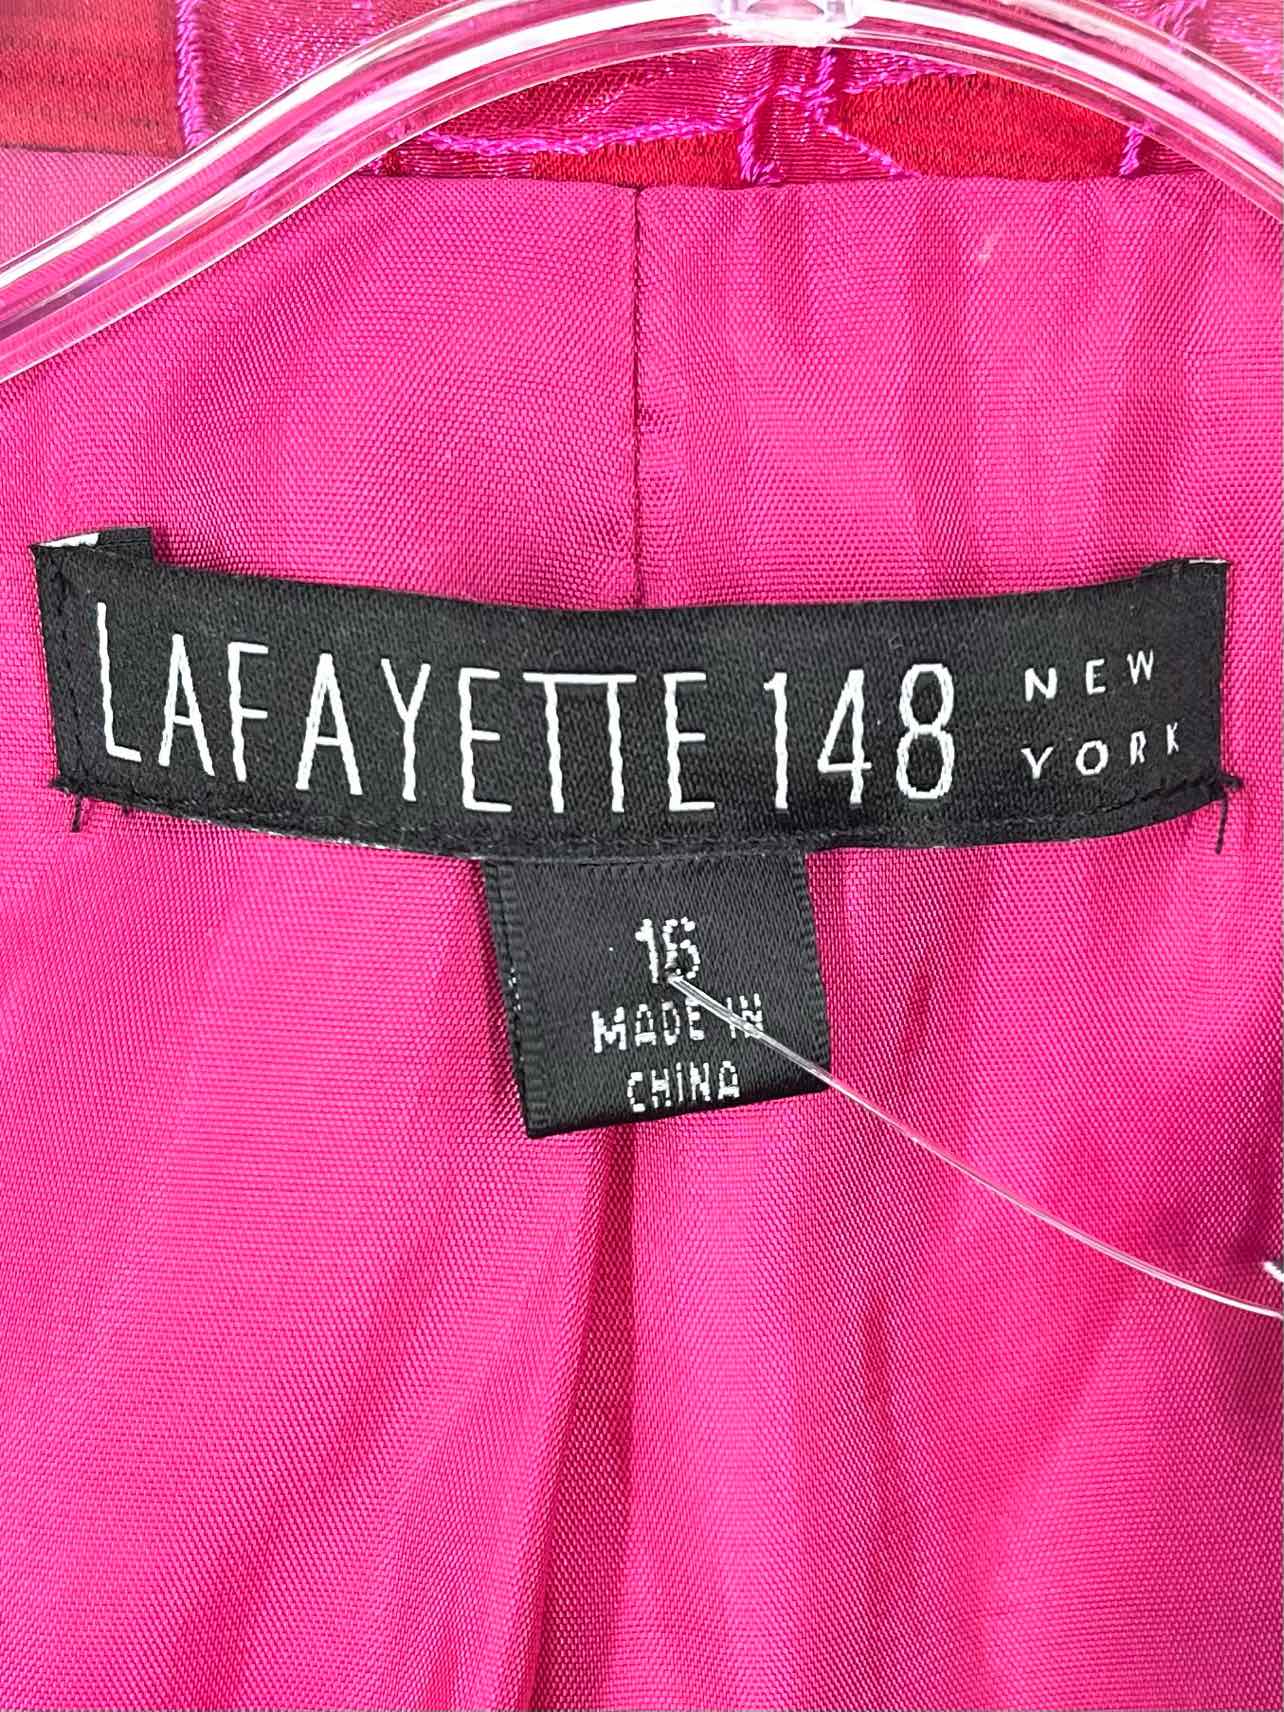 LAFAYETTE 148 NEW YORK
16
MADE IN
CHINA